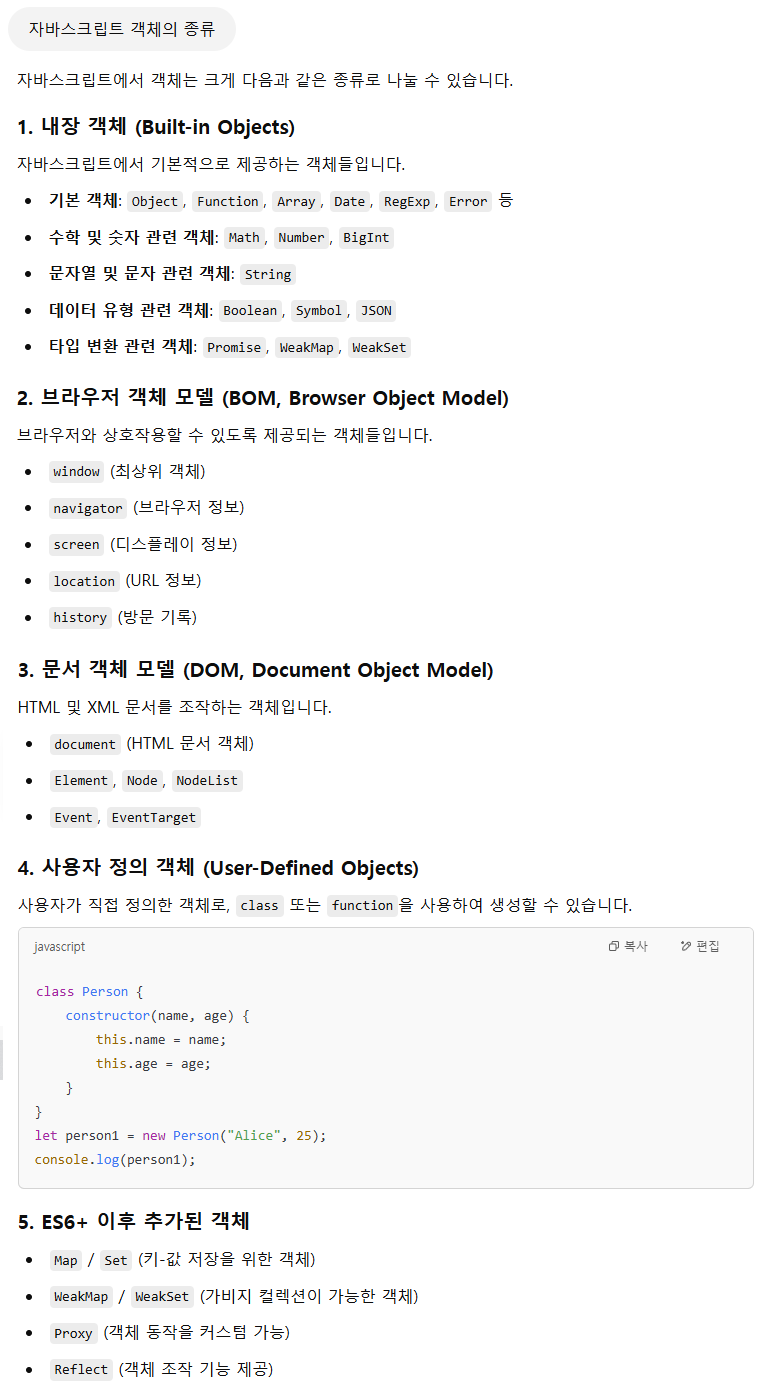 자바스크립트 객체의 종류
자바스크립트에서 객체는 크게 다음과 같은 종류로 나눌 수 있습니다.
1. 내장 객체 (Built-in Objects)
자바스크립트에서 기본적으로 제공하는 객체들입니다.
• 기본 객체: Object, Function, Array, Date, RegExp, Error 등
• 수학 및 숫자 관련 객체: Math, Number, BigInt
• 문자열 및 문자 관련 객체: String
• 데이터 유형 관련 객체: Boolean, Symbol, JSON
• 타입 변환 관련 객체: Promise, WeakMap, WeakSet
2. 브라우저 객체 모델 (BOM, Browser Object Model)
브라우저와 상호작용할 수 있도록 제공되는 객체들입니다.
• window (최상위 객체)
• navigator (브라우저 정보)
• screen (디스플레이 정보)
• location (URL 정보)
• history (방문 기록)
3. 문서 객체 모델 (DOM, Document Object Model)
HTML 및 XML 문서를 조작하는 객체입니다.
• document (HTML 문서 객체)
• Element, Node, NodeList
• Event, EventTarget
4. 사용자 정의 객체 (User-Defined Objects)
사용자가 직접 정의한 객체로, class 또는 function을 사용하여 생성할 수 있습니다.
javascript 복사 편집
class Person {
    constructor(name, age) {
        this.name = name;
        this.age = age;
    }
}
let person1 = new Person("Alice", 25);
console.log(person1);
5. ES6+ 이후 추가된 객체
• Map / Set (키-값 저장을 위한 객체)
• WeakMap / WeakSet (가비지 컬렉션이 가능한 객체)
• Proxy (객체 동작을 커스텀 가능)
• Reflect (객체 조작 기능 제공)